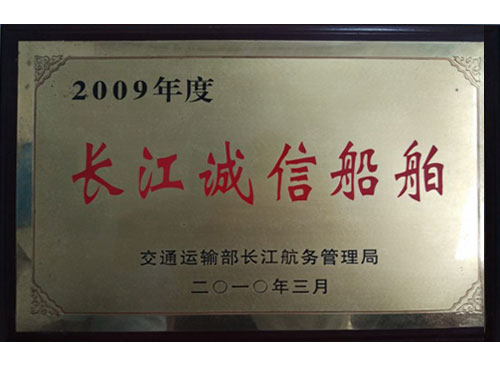 2009年度
长江诚信船舶
交通运输部长江航务管理局
二〇一〇年三月